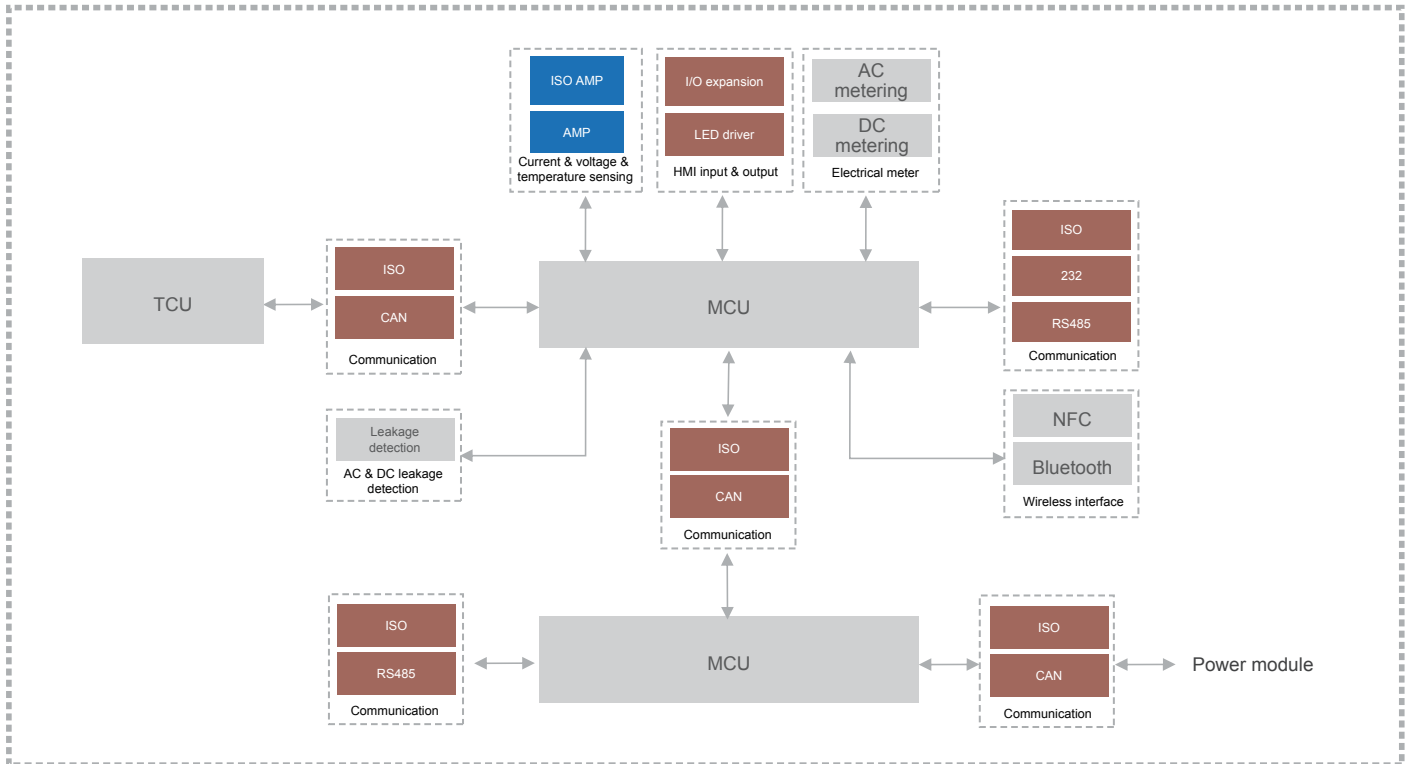 ISO AMP
AMP
Current & voltage &
temperature sensing
I/O expansion
LED driver
HMI input & output
AC
metering
DC
metering
Electrical meter
TCU
ISO
CAN
Communication
MCU
ISO
232
RS485
Communication
Leakage
detection
AC & DC leakage
detection
ISO
CAN
Communication
NFC
Bluetooth
Wireless interface
ISO
RS485
Communication
MCU
ISO
CAN
Communication
Power module